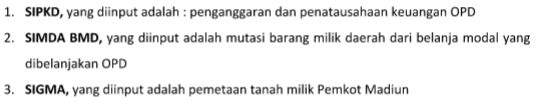 1. SIPKD, yang diinput adalah : penganggaran dan penatausahaan keuangan OPD
2. SIMDA BMD, yang diinput adalah mutasi barang milik daerah dari belanja modal yang
dibelanjakan OPD
3. SIGMA, yang diinput adalah pemetaan tanah milik Pemkot Madiun